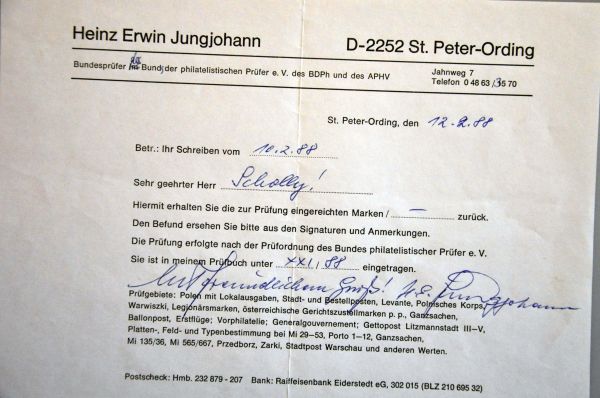 Heinz Erwin Jungjohann D-2252 St. Peter-Ording
Bundesprüfer im Bund der philatelistischen Prüfer e. V. des BDPh und des APHV
Jahnweg 7
Telefon 0 48 63 / 35 70
St. Peter-Ording, den 12.2.88
Betr.: Ihr Schreiben vom 10.2.88
Sehr geehrter Herr Scholly!
Hiermit erhalten Sie die zur Prüfung eingereichten Marken / — zurück.
Den Befund ersehen Sie bitte aus den Signaturen und Anmerkungen.
Die Prüfung erfolgte nach der Prüfordnung des Bundes philatelistischer Prüfer e. V.
Sie ist in meinem Prüfbuch unter XXI/88 eingetragen.
Mit freundlichem Gruß! Jungjohann
Prüfgebiete: Polen mit Lokalausgaben, Stadt- und Bestellposten, Levante, Polnisches Korps,
Warwiszki, Legionärsmarken, österreichische Gerichtszustellmarken p. p., Ganzsachen,
Ballonpost, Erstflüge; Vorphilatelie; Generalgouvernement; Gettopost Litzmannstadt III–V,
Platten-, Feld- und Typenbestimmung bei Mi 29–53, Porto 1–12, Ganzsachen,
Mi 135/36, Mi 565/667, Przedborz, Zarki, Stadtpost Warschau und anderen Werten.
Postscheck: Hmb. 232 879 - 207 Bank: Raiffeisenbank Eiderstedt eG, 302 015 (BLZ 210 695 32)